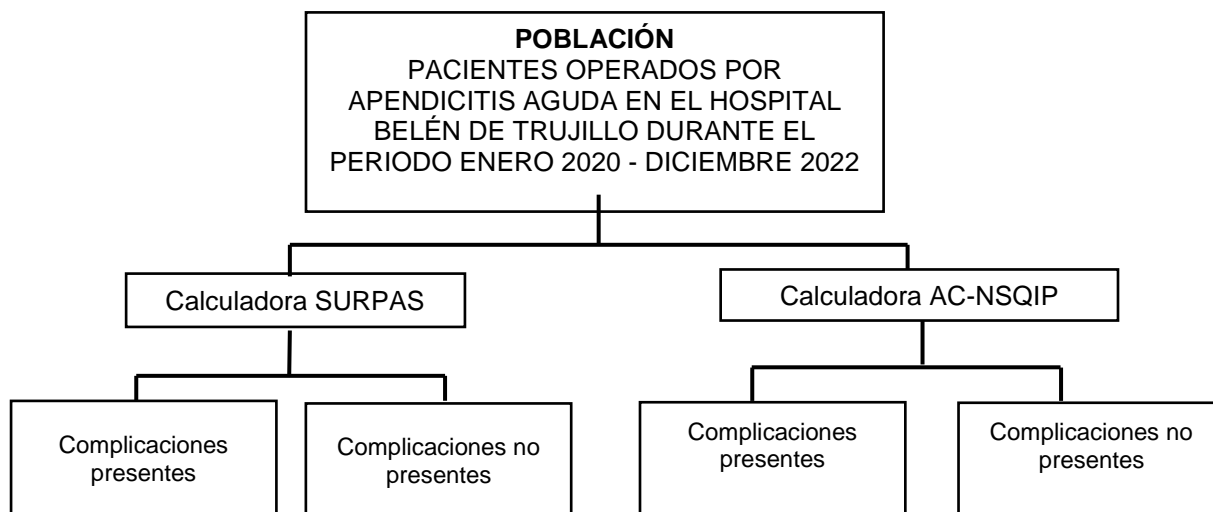 POBLACIÓN
PACIENTES OPERADOS POR
APENDICITIS AGUDA EN EL HOSPITAL
BELÉN DE TRUJILLO DURANTE EL
PERIODO ENERO 2020 - DICIEMBRE 2022
Calculadora SURPAS
Calculadora AC-NSQIP
Complicaciones
presentes
Complicaciones no
presentes
Complicaciones
presentes
Complicaciones no
presentes